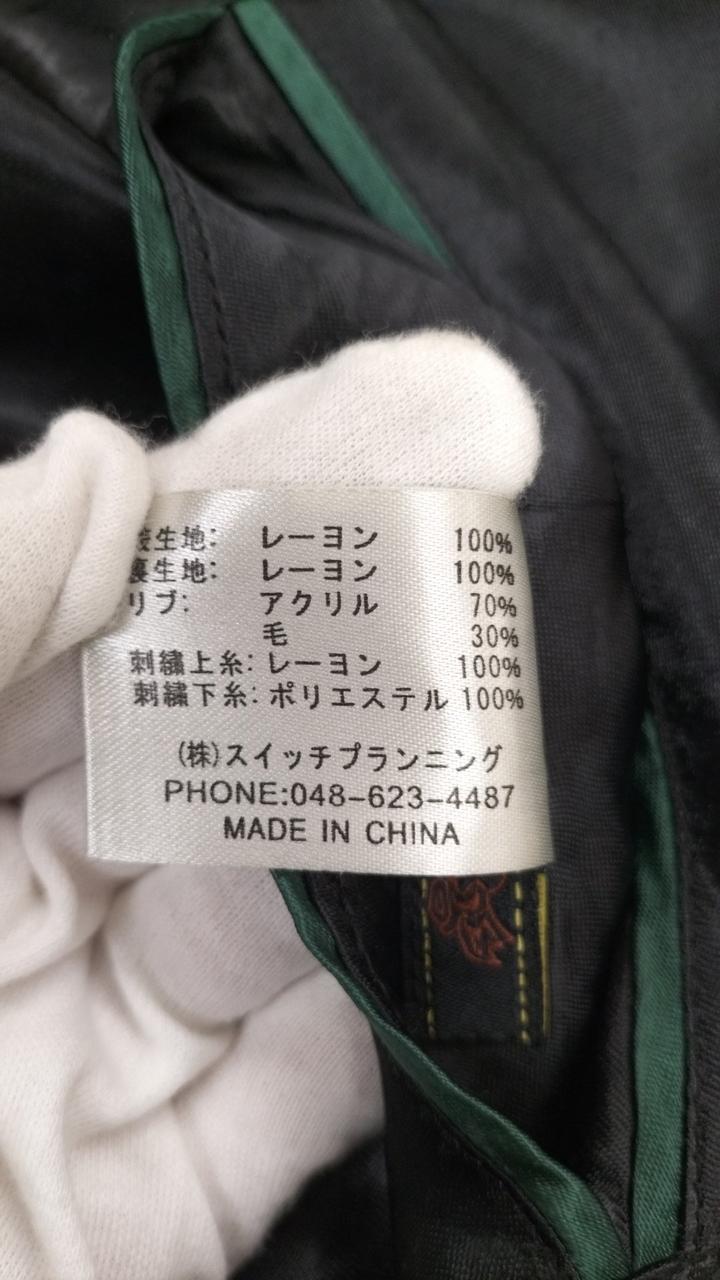 表生地: レーヨン 100%
裏生地: レーヨン 100%
リブ: アクリル 70%
毛 30%
刺繍上糸: レーヨン 100%
刺繍下糸: ポリエステル 100%
(株)スイッチプランニング
PHONE:048-623-4487
MADE IN CHINA